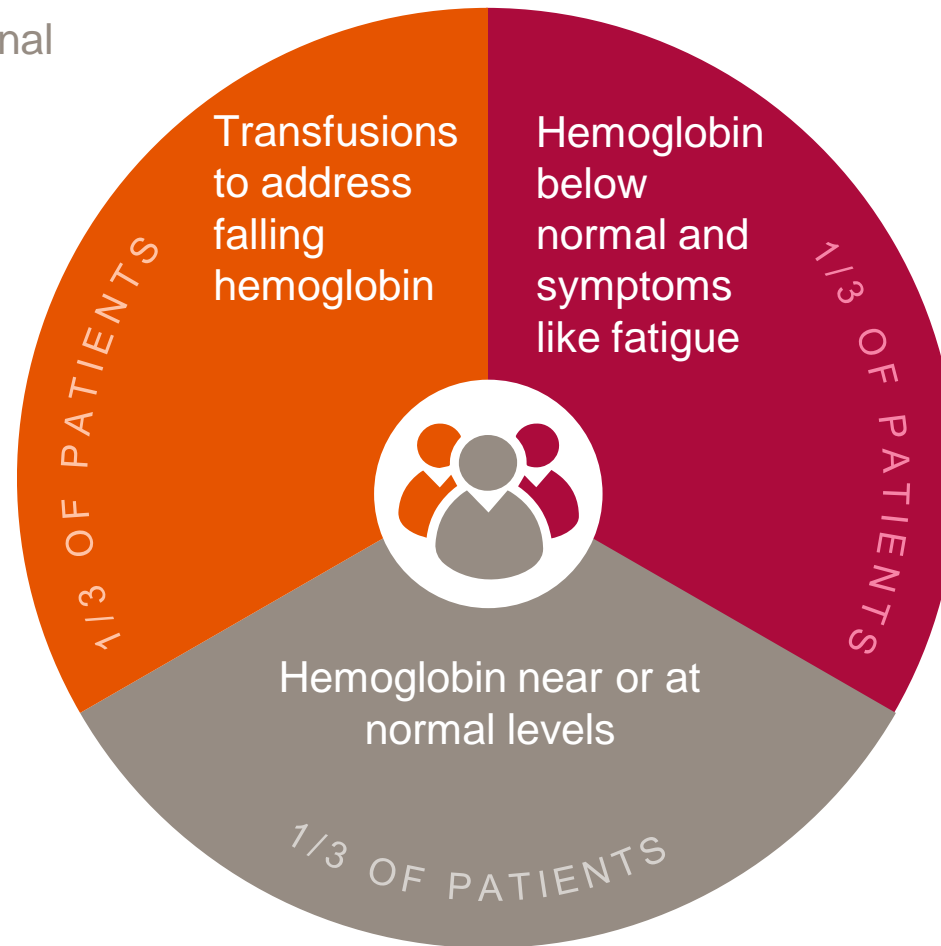 nal
Transfusions
to address
falling
hemoglobin
1/3 OF PATIENTS
Hemoglobin
below
normal and
symptoms
like fatigue
1/3 OF PATIENTS
Hemoglobin near or at
normal levels
1/3 OF PATIENTS